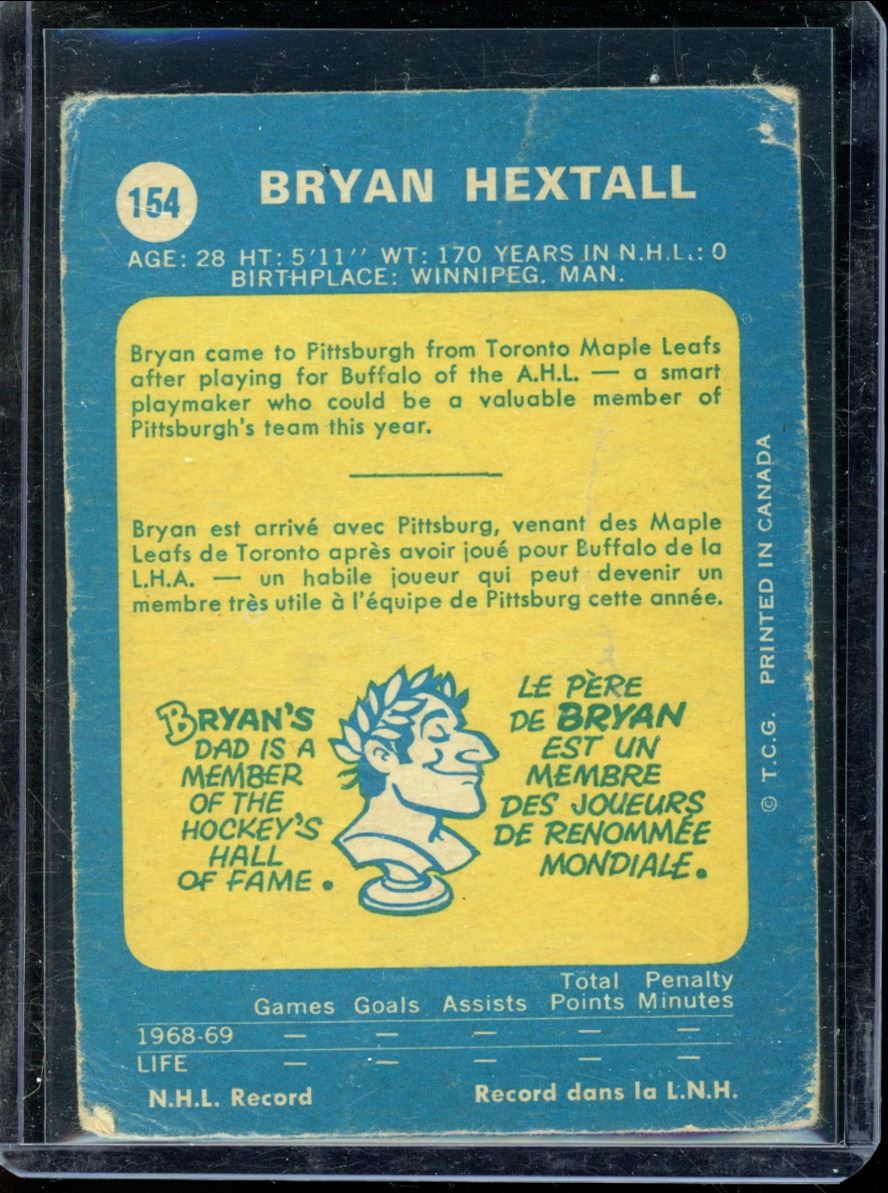 154
BRYAN HEXTALL
AGE: 28 HT: 5'11'' WT: 170 YEARS IN N.H.L.: 0
BIRTHPLACE: WINNIPEG, MAN.
Bryan came to Pittsburgh from Toronto Maple Leafs
after playing for Buffalo of the A.H.L. — a smart
playmaker who could be a valuable member of
Pittsburgh's team this year.
Bryan est arrivé avec Pittsburg, venant des Maple
Leafs de Toronto après avoir joué pour Buffalo de la
L.H.A. — un habile joueur qui peut devenir un
membre très utile à l'équipe de Pittsburg cette année.
BRYAN'S
DAD IS A
MEMBER
OF THE
HOCKEY'S
HALL
OF FAME.
LE PÈRE
DE BRYAN
EST UN
MEMBRE
DES JOUEURS
DE RENOMMÉE
MONDIALE.
© T.C.G. PRINTED IN CANADA
Total Penalty
Games Goals Assists Points Minutes
1968-69 — — — — —
LIFE — — — — —
N.H.L. Record Record dans la L.N.H.